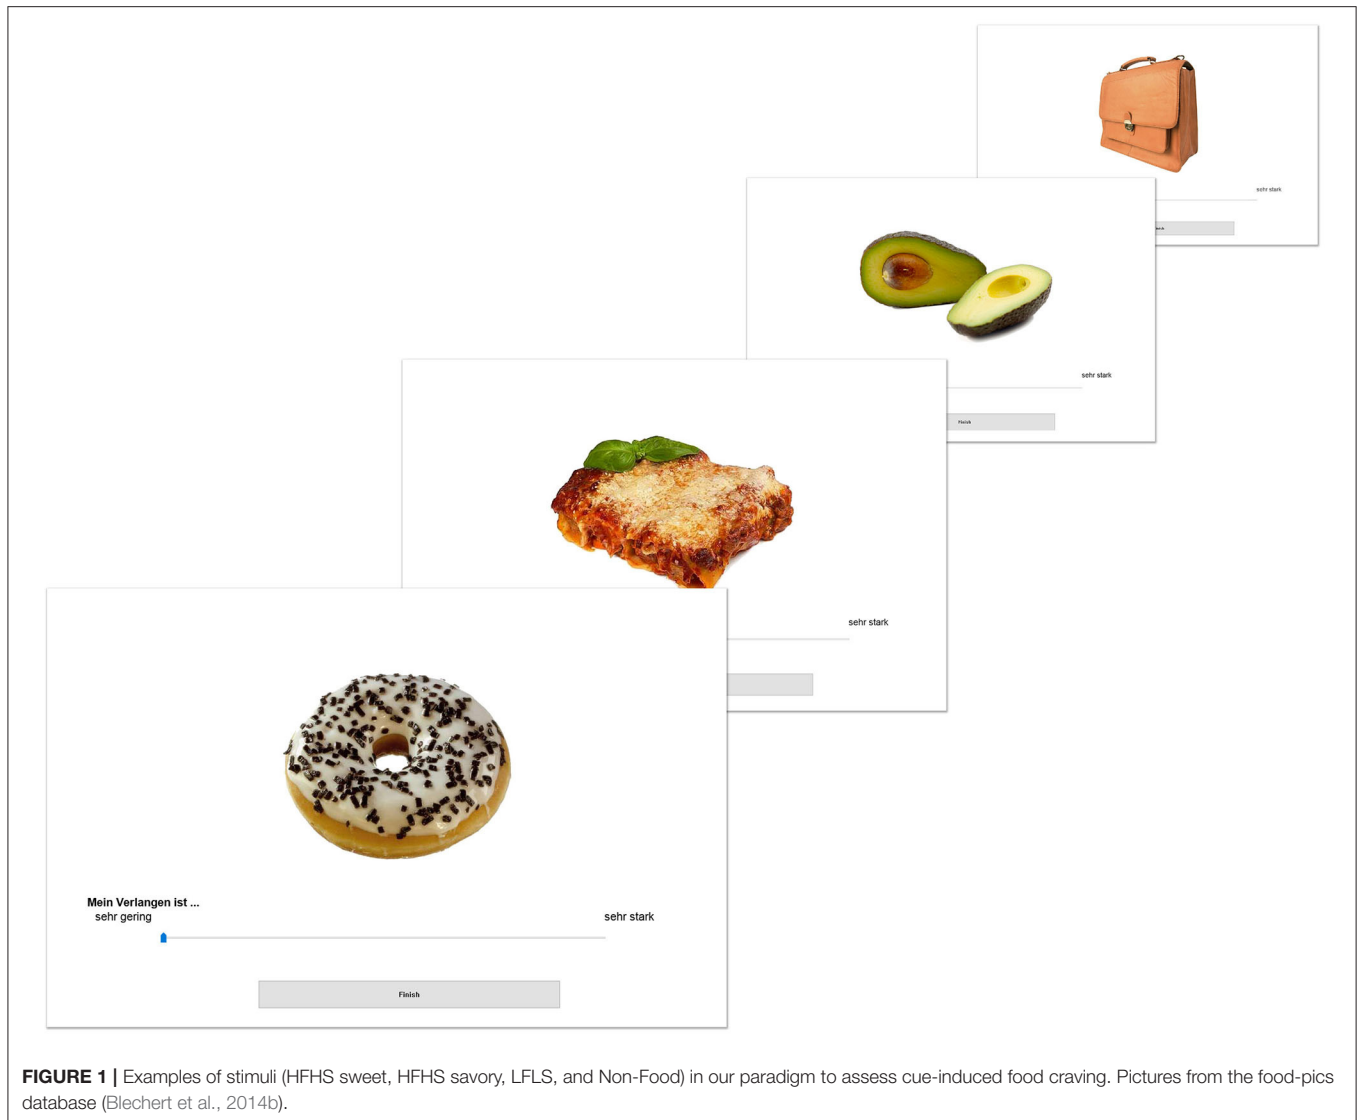 sehr stark
sehr stark
Finish
sehr stark
Mein Verlangen ist ...
sehr gering
sehr stark
Finish
FIGURE 1 | Examples of stimuli (HFHS sweet, HFHS savory, LFLS, and Non-Food) in our paradigm to assess cue-induced food craving. Pictures from the food-pics
database (Blechert et al., 2014b).